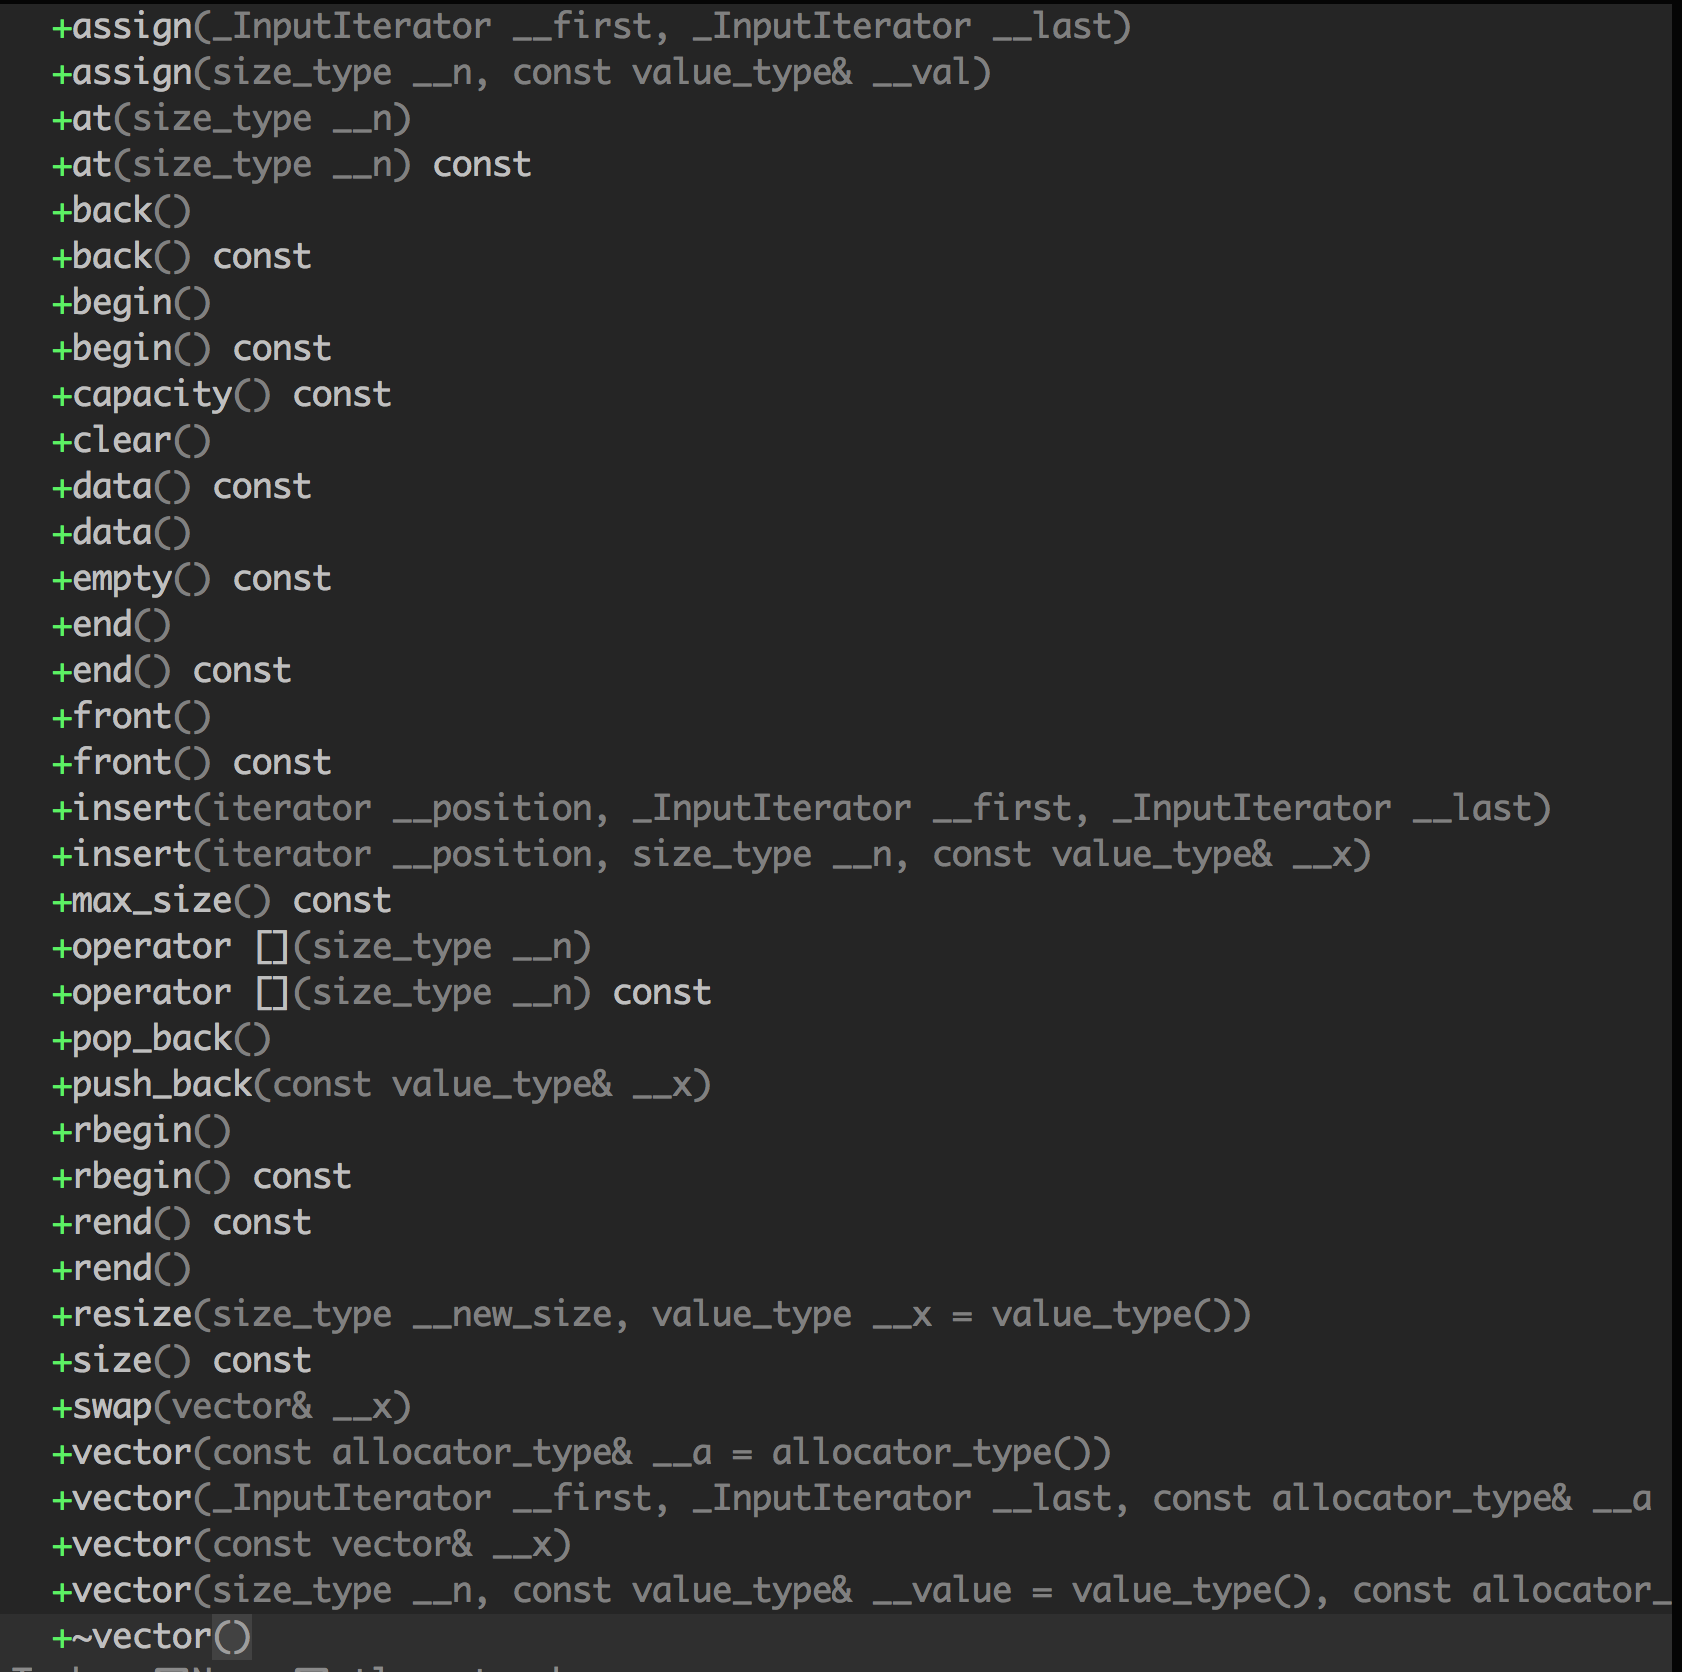 +assign(_InputIterator __first, _InputIterator __last)
+assign(size_type __n, const value_type& __val)
+at(size_type __n)
+at(size_type __n) const
+back()
+back() const
+begin()
+begin() const
+capacity() const
+clear()
+data() const
+data()
+empty() const
+end()
+end() const
+front()
+front() const
+insert(iterator __position, _InputIterator __first, _InputIterator __last)
+insert(iterator __position, size_type __n, const value_type& __x)
+max_size() const
+operator [](size_type __n)
+operator [](size_type __n) const
+pop_back()
+push_back(const value_type& __x)
+rbegin()
+rbegin() const
+rend() const
+rend()
+resize(size_type __new_size, value_type __x = value_type())
+size() const
+swap(vector& __x)
+vector(const allocator_type& __a = allocator_type())
+vector(_InputIterator __first, _InputIterator __last, const allocator_type& __a
+vector(const vector& __x)
+vector(size_type __n, const value_type& __value = value_type(), const allocator_
+~vector()